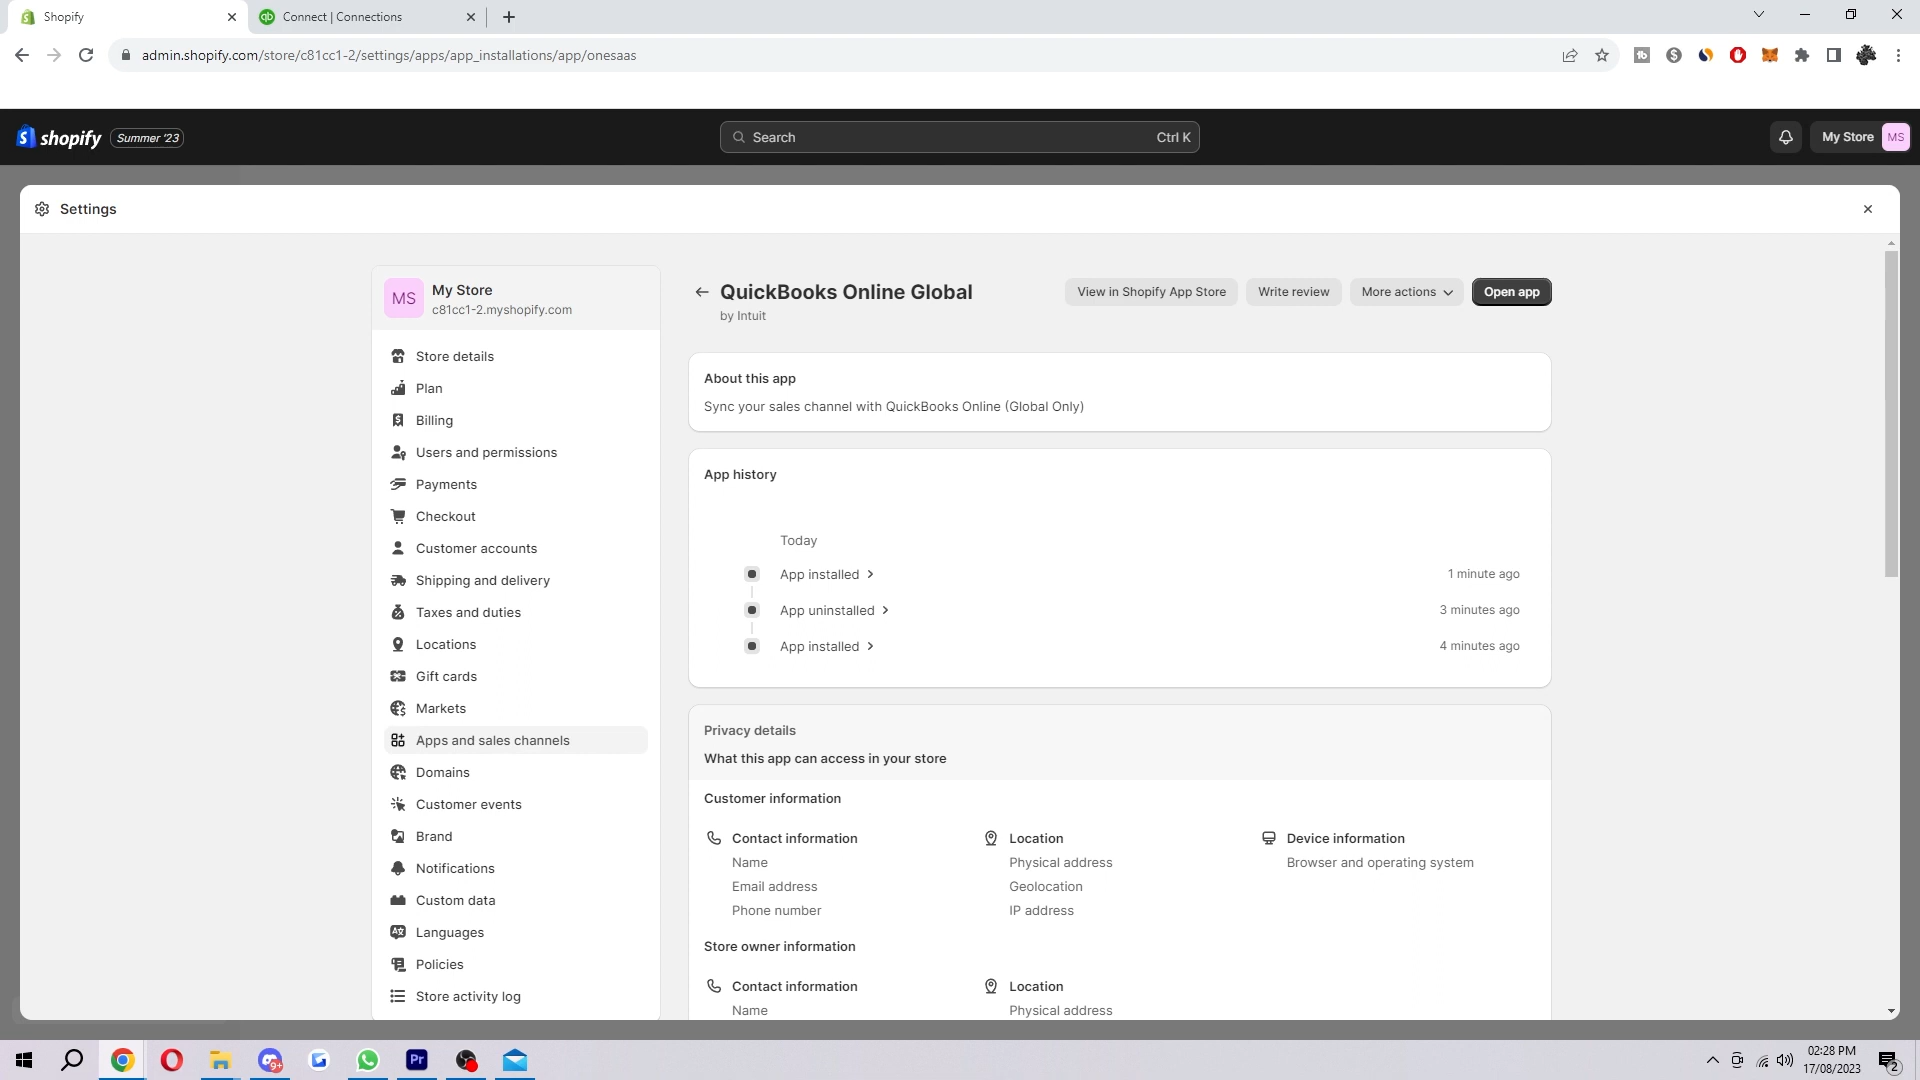 Shopify
Connect | Connections
admin.shopify.com/store/c81cc1-2/settings/apps/app_installations/app/onesaas
shopify
Summer '23
Search
Ctrl K
My Store
MS
Settings
MS
My Store
c81cc1-2.myshopify.com
Store details
Plan
Billing
Users and permissions
Payments
Checkout
Customer accounts
Shipping and delivery
Taxes and duties
Locations
Gift cards
Markets
Apps and sales channels
Domains
Customer events
Brand
Notifications
Custom data
Languages
Policies
Store activity log
QuickBooks Online Global
by Intuit
View in Shopify App Store
Write review
More actions
Open app
About this app
Sync your sales channel with QuickBooks Online (Global Only)
App history
Today
App installed
1 minute ago
App uninstalled
3 minutes ago
App installed
4 minutes ago
Privacy details
What this app can access in your store
Customer information
Contact information
Name
Email address
Phone number
Location
Physical address
Geolocation
IP address
Device information
Browser and operating system
Store owner information
Contact information
Name
Location
Physical address
9+
Pr
02:28 PM
17/08/2023
2